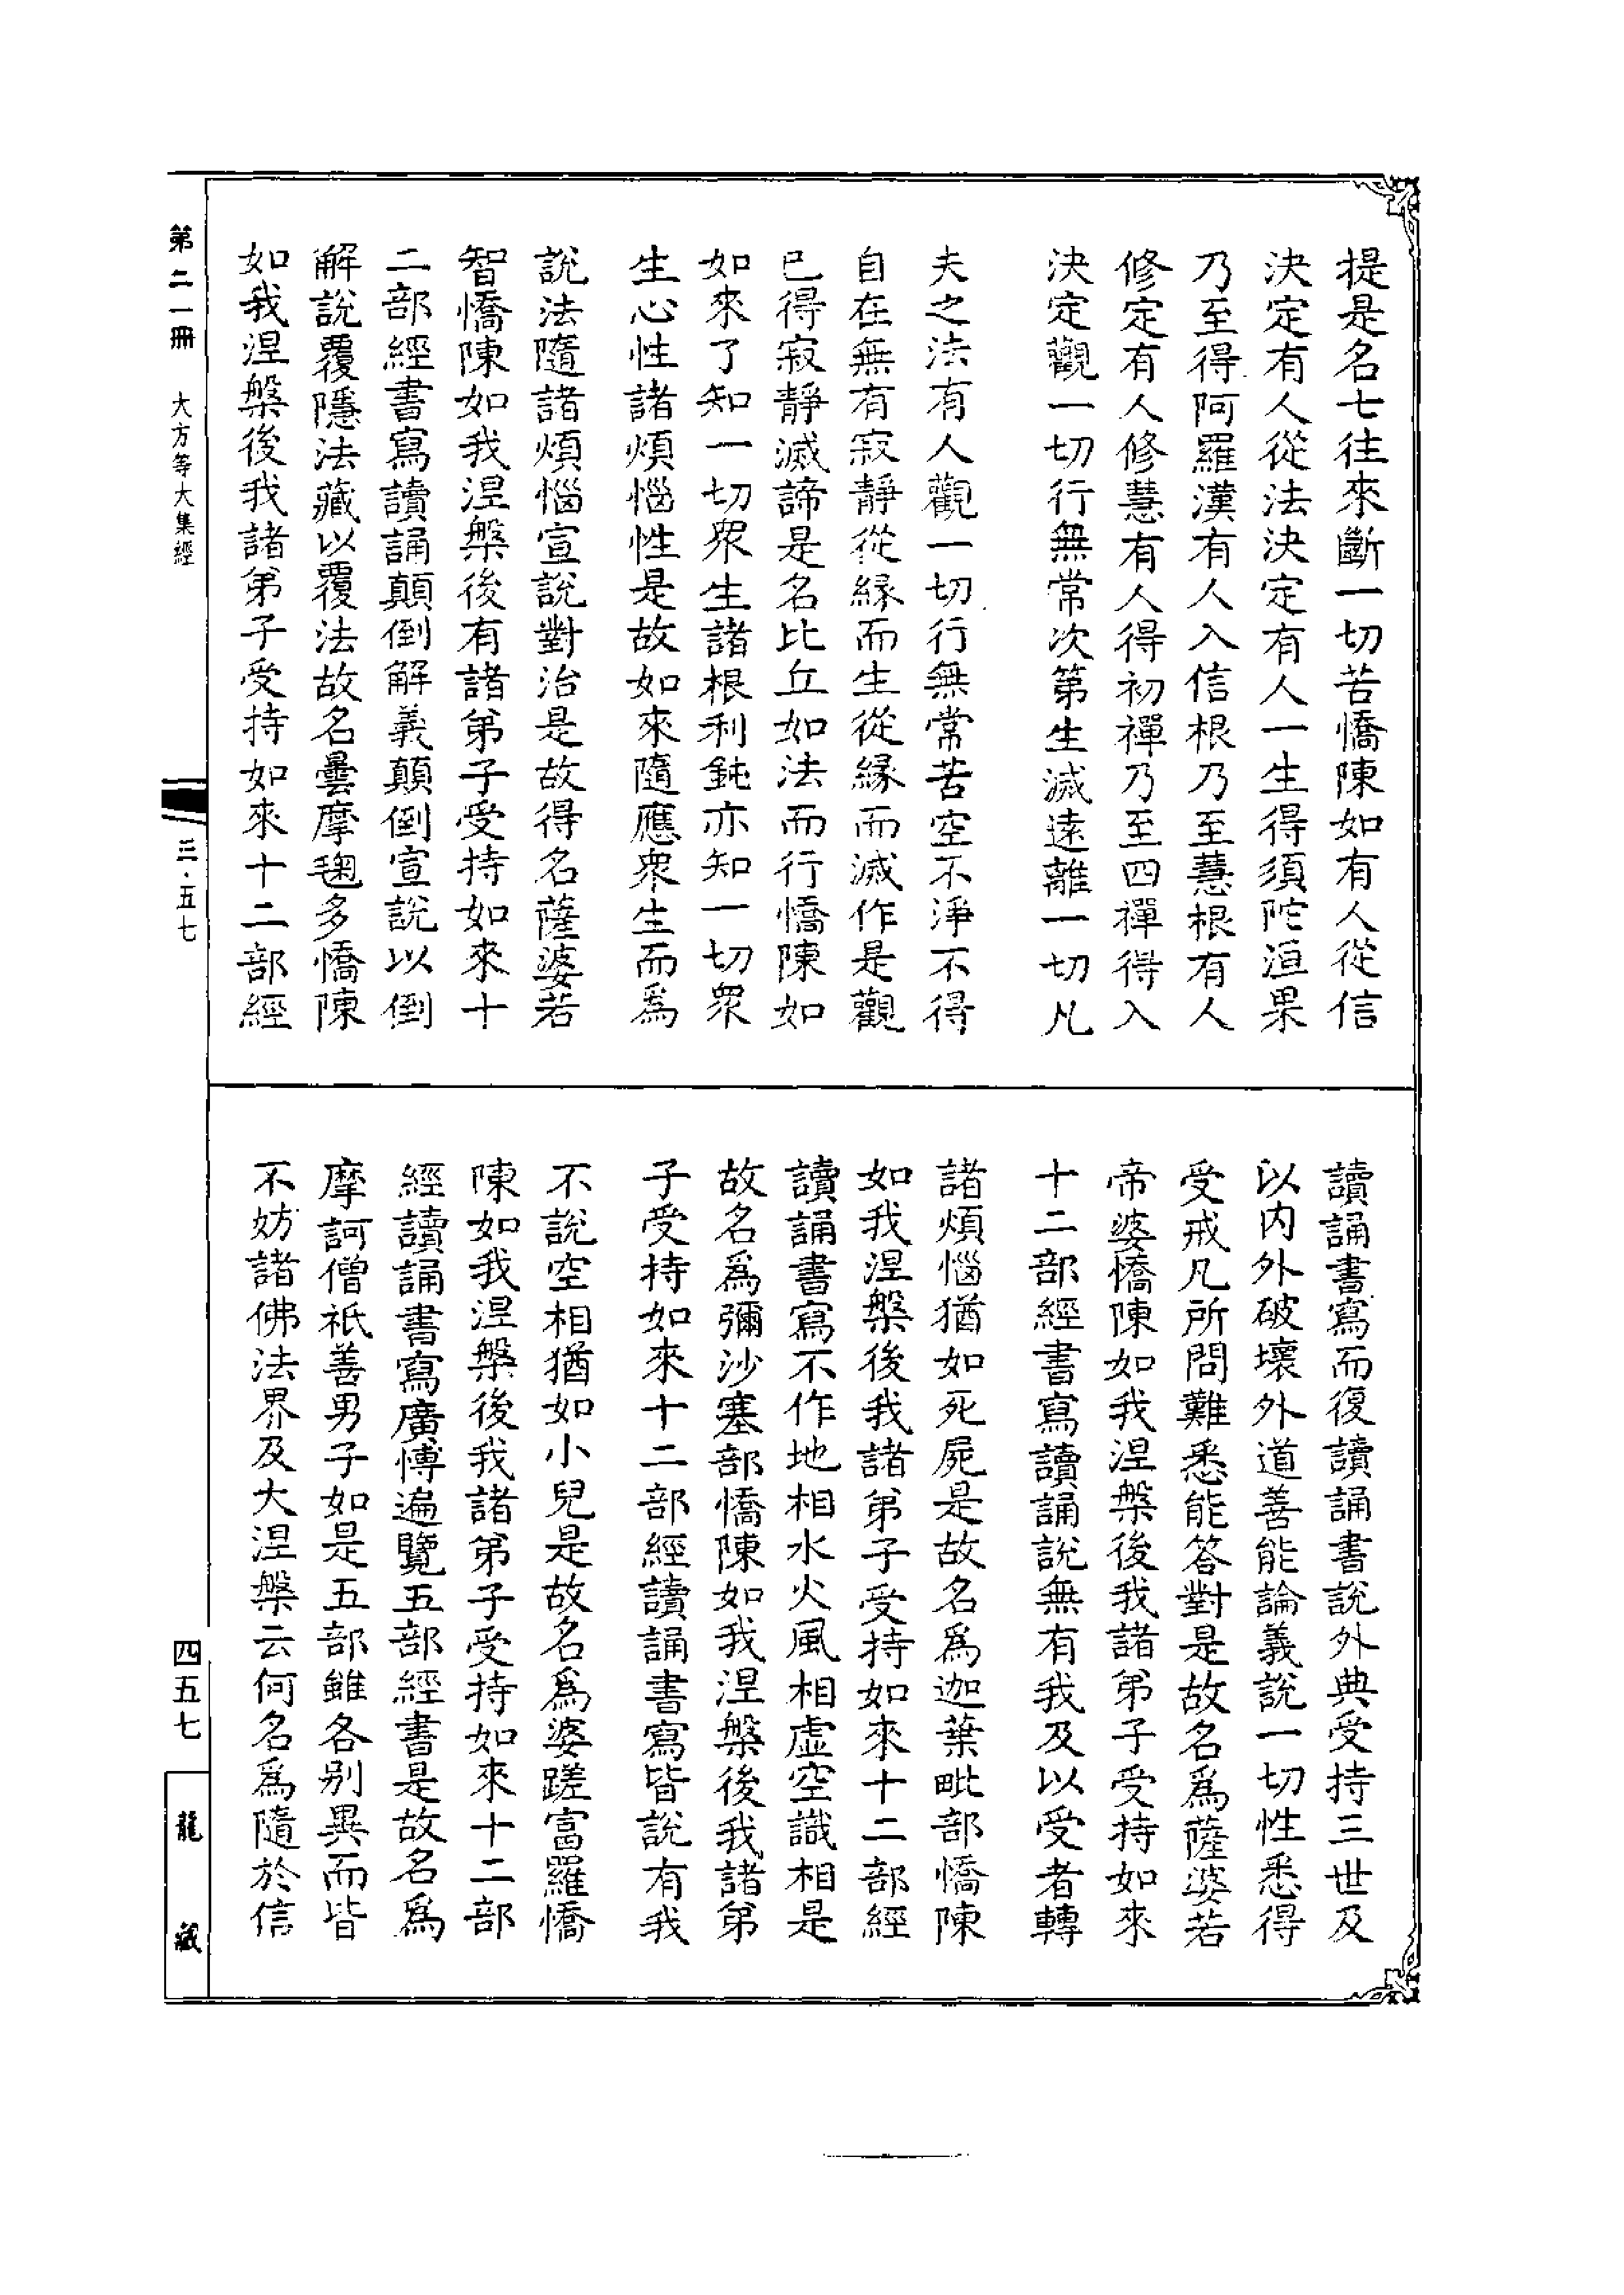 提是名七往來斷一切苦憍陳如有人從信
決定有人從法決定有人一生得須陀洹果
乃至得阿羅漢有人入信根乃至慧根有人
修定有人修慧有人得初禪乃至四禪得入
決定觀一切行無常次第生滅遠離一切凡
夫之法有人觀一切行無常苦空不淨不得
自在無有寂靜從緣而生從緣而滅作是觀
已得寂靜滅諦是名比丘如法而行憍陳如
如來了知一切眾生諸根利鈍亦知一切眾
生心性諸煩惱性是故如來隨應眾生而為
說法隨諸煩惱宣說對治是故得名薩婆若
智憍陳如我涅槃後有諸弟子受持如來十
二部經書寫讀誦顛倒解義顛倒宣說以倒
解說覆隱法藏以覆法故名曇摩毱多憍陳
如我涅槃後我諸弟子受持如來十二部經
讀誦書寫而復讀誦書說外典受持三世及
以內外破壞外道善能論義說一切性悉得
受戒凡所問難悉能答對是故名為薩婆若
帝婆憍陳如我涅槃後我諸弟子受持如來
十二部經書寫讀誦說無有我及以受者轉
諸煩惱猶如死屍是故名為迦葉毗部憍陳
如我涅槃後我諸弟子受持如來十二部經
讀誦書寫不作地相水火風相虛空識相是
故名為彌沙塞部憍陳如我涅槃後我諸弟
子受持如來十二部經讀誦書寫皆說有我
不說空相猶如小兒是故名為婆蹉富羅憍
陳如我涅槃後我諸弟子受持如來十二部
經讀誦書寫廣博遍覽五部經書是故名為
摩訶僧祇善男子如是五部雖各別異而皆
不妨諸佛法界及大涅槃云何名為隨於信
第二一冊 大方等大集經 三·五七
四五七
龍藏